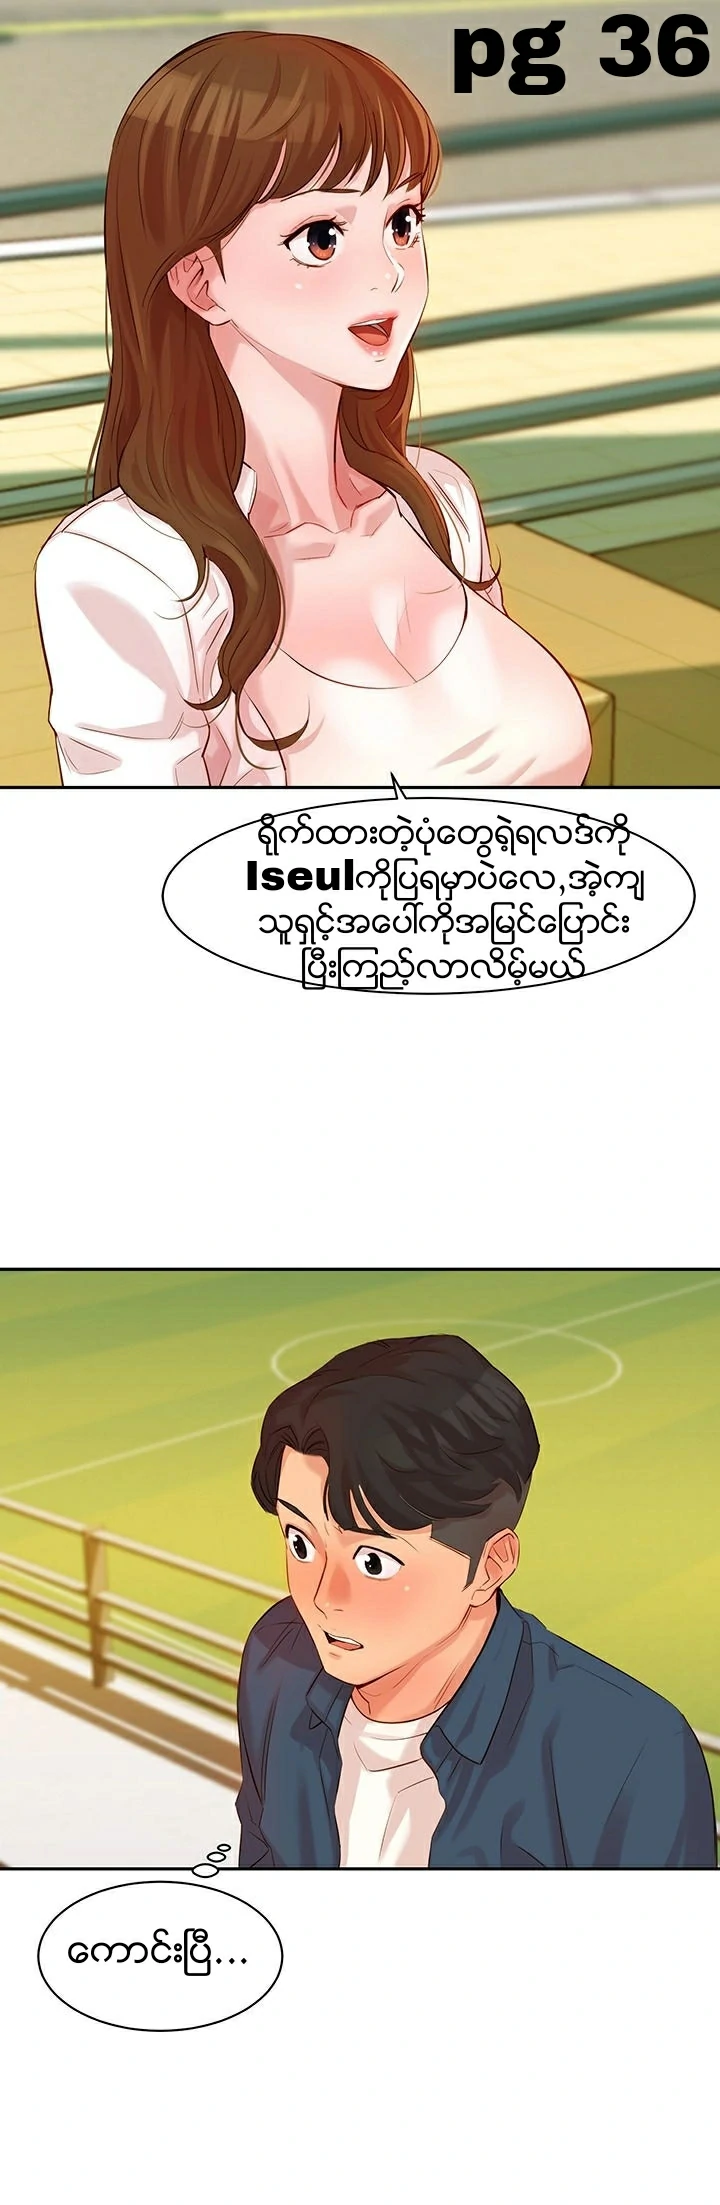 pg 36
ရိုက်ထားတဲ့ပုံတွေရဲ့ရလဒ်ကို
Iseulကိုပြရမှာပဲလေ,အဲ့ကျ
သူရှင့်အပေါ်ကိုအမြင်ပြောင်း
ပြီးကြည့်လာလိမ့်မယ်
ကောင်းပြီ...